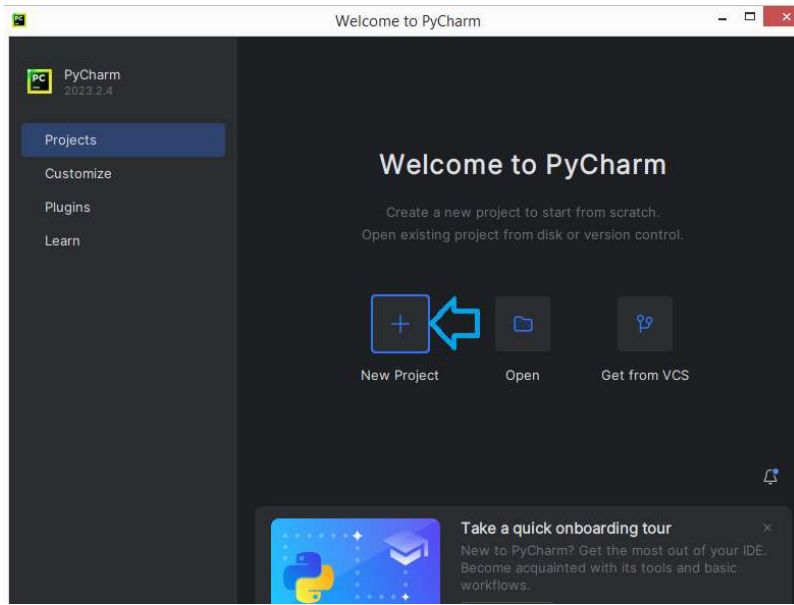 Welcome to PyCharm
PC
PyCharm
2023.2.4
Projects
Customize
Plugins
Learn
Welcome to PyCharm
Create a new project to start from scratch.
Open existing project from disk or version control.
New Project
Open
Get from VCS
Take a quick onboarding tour
New to PyCharm? Get the most out of your IDE.
Become acquainted with its tools and basic
workflows.